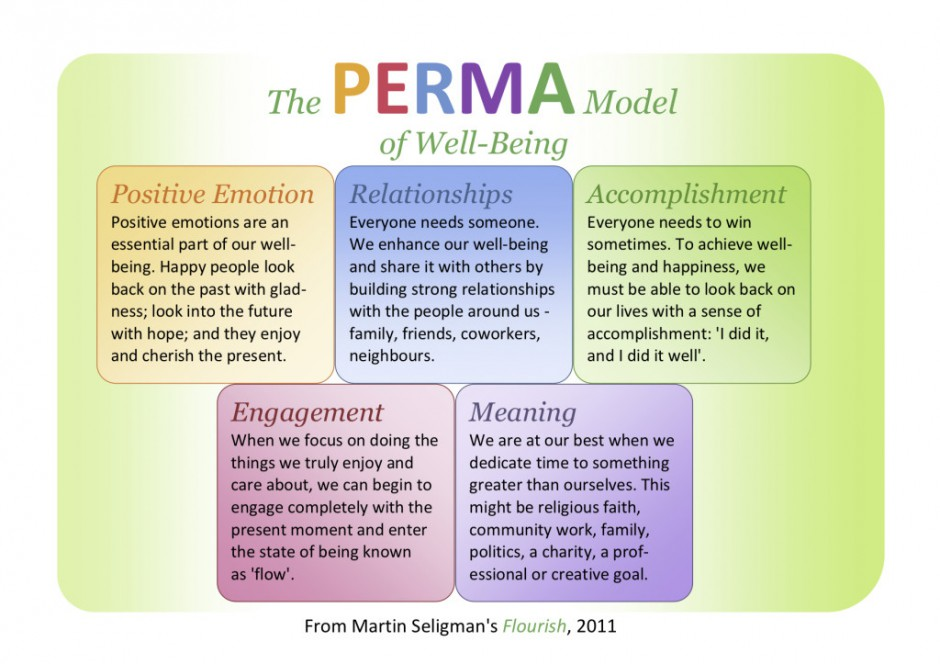 The PERMA Model
of Well-Being
Positive Emotion
Positive emotions are an
essential part of our well-
being. Happy people look
back on the past with glad-
ness; look into the future
with hope; and they enjoy
and cherish the present.
Relationships
Everyone needs someone.
We enhance our well-being
and share it with others by
building strong relationships
with the people around us -
family, friends, coworkers,
neighbours.
Accomplishment
Everyone needs to win
sometimes. To achieve well-
being and happiness, we
must be able to look back on
our lives with a sense of
accomplishment: 'I did it,
and I did it well'.
Engagement
When we focus on doing the
things we truly enjoy and
care about, we can begin to
engage completely with the
present moment and enter
the state of being known
as 'flow'.
Meaning
We are at our best when we
dedicate time to something
greater than ourselves. This
might be religious faith,
community work, family,
politics, a charity, a prof-
essional or creative goal.
From Martin Seligman's Flourish, 2011